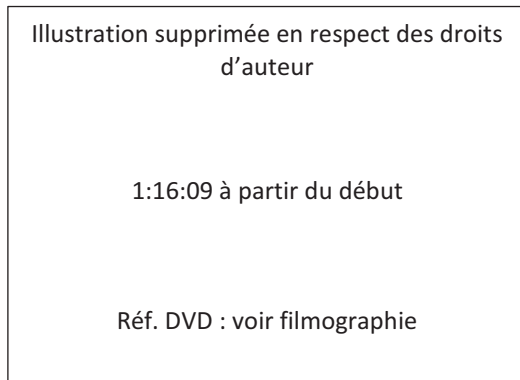 Illustration supprimée en respect des droits
d’auteur
1:16:09 à partir du début
Réf. DVD : voir filmographie